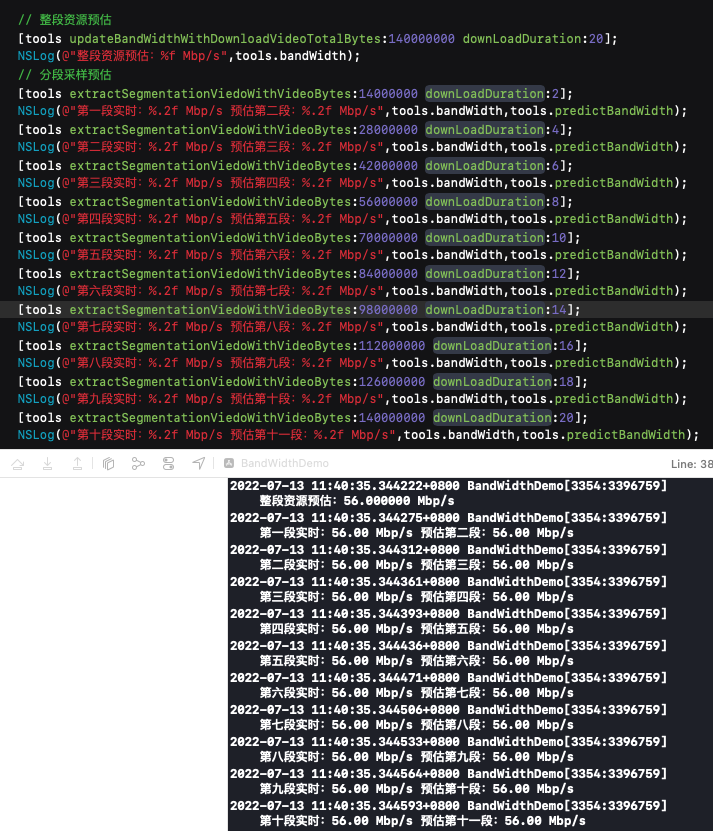 // 整段资源预估
[tools updateBandWidthWithDownloadVideoTotalBytes:140000000 downLoadDuration:20];
NSLog(@"整段资源预估：%f Mbp/s",tools.bandWidth);
// 分段采样预估
[tools extractSegmentationViedoWithVideoBytes:14000000 downLoadDuration:2];
NSLog(@"第一段实时：%.2f Mbp/s 预估第二段：%.2f Mbp/s",tools.bandWidth,tools.predictBandWidth);
[tools extractSegmentationViedoWithVideoBytes:28000000 downLoadDuration:4];
NSLog(@"第二段实时：%.2f Mbp/s 预估第三段：%.2f Mbp/s",tools.bandWidth,tools.predictBandWidth);
[tools extractSegmentationViedoWithVideoBytes:42000000 downLoadDuration:6];
NSLog(@"第三段实时：%.2f Mbp/s 预估第四段：%.2f Mbp/s",tools.bandWidth,tools.predictBandWidth);
[tools extractSegmentationViedoWithVideoBytes:56000000 downLoadDuration:8];
NSLog(@"第四段实时：%.2f Mbp/s 预估第五段：%.2f Mbp/s",tools.bandWidth,tools.predictBandWidth);
[tools extractSegmentationViedoWithVideoBytes:70000000 downLoadDuration:10];
NSLog(@"第五段实时：%.2f Mbp/s 预估第六段：%.2f Mbp/s",tools.bandWidth,tools.predictBandWidth);
[tools extractSegmentationViedoWithVideoBytes:84000000 downLoadDuration:12];
NSLog(@"第六段实时：%.2f Mbp/s 预估第七段：%.2f Mbp/s",tools.bandWidth,tools.predictBandWidth);
[tools extractSegmentationViedoWithVideoBytes:98000000 downLoadDuration:14];
NSLog(@"第七段实时：%.2f Mbp/s 预估第八段：%.2f Mbp/s",tools.bandWidth,tools.predictBandWidth);
[tools extractSegmentationViedoWithVideoBytes:112000000 downLoadDuration:16];
NSLog(@"第八段实时：%.2f Mbp/s 预估第九段：%.2f Mbp/s",tools.bandWidth,tools.predictBandWidth);
[tools extractSegmentationViedoWithVideoBytes:126000000 downLoadDuration:18];
NSLog(@"第九段实时：%.2f Mbp/s 预估第十段：%.2f Mbp/s",tools.bandWidth,tools.predictBandWidth);
[tools extractSegmentationViedoWithVideoBytes:140000000 downLoadDuration:20];
NSLog(@"第十段实时：%.2f Mbp/s 预估第十一段：%.2f Mbp/s",tools.bandWidth,tools.predictBandWidth);
BandWidthDemo
Line: 38
2022-07-13 11:40:35.344222+0800 BandWidthDemo[3354:3396759]
整段资源预估：56.000000 Mbp/s
2022-07-13 11:40:35.344275+0800 BandWidthDemo[3354:3396759]
第一段实时：56.00 Mbp/s 预估第二段：56.00 Mbp/s
2022-07-13 11:40:35.344312+0800 BandWidthDemo[3354:3396759]
第二段实时：56.00 Mbp/s 预估第三段：56.00 Mbp/s
2022-07-13 11:40:35.344361+0800 BandWidthDemo[3354:3396759]
第三段实时：56.00 Mbp/s 预估第四段：56.00 Mbp/s
2022-07-13 11:40:35.344393+0800 BandWidthDemo[3354:3396759]
第四段实时：56.00 Mbp/s 预估第五段：56.00 Mbp/s
2022-07-13 11:40:35.344436+0800 BandWidthDemo[3354:3396759]
第五段实时：56.00 Mbp/s 预估第六段：56.00 Mbp/s
2022-07-13 11:40:35.344471+0800 BandWidthDemo[3354:3396759]
第六段实时：56.00 Mbp/s 预估第七段：56.00 Mbp/s
2022-07-13 11:40:35.344506+0800 BandWidthDemo[3354:3396759]
第七段实时：56.00 Mbp/s 预估第八段：56.00 Mbp/s
2022-07-13 11:40:35.344533+0800 BandWidthDemo[3354:3396759]
第八段实时：56.00 Mbp/s 预估第九段：56.00 Mbp/s
2022-07-13 11:40:35.344564+0800 BandWidthDemo[3354:3396759]
第九段实时：56.00 Mbp/s 预估第十段：56.00 Mbp/s
2022-07-13 11:40:35.344593+0800 BandWidthDemo[3354:3396759]
第十段实时：56.00 Mbp/s 预估第十一段：56.00 Mbp/s